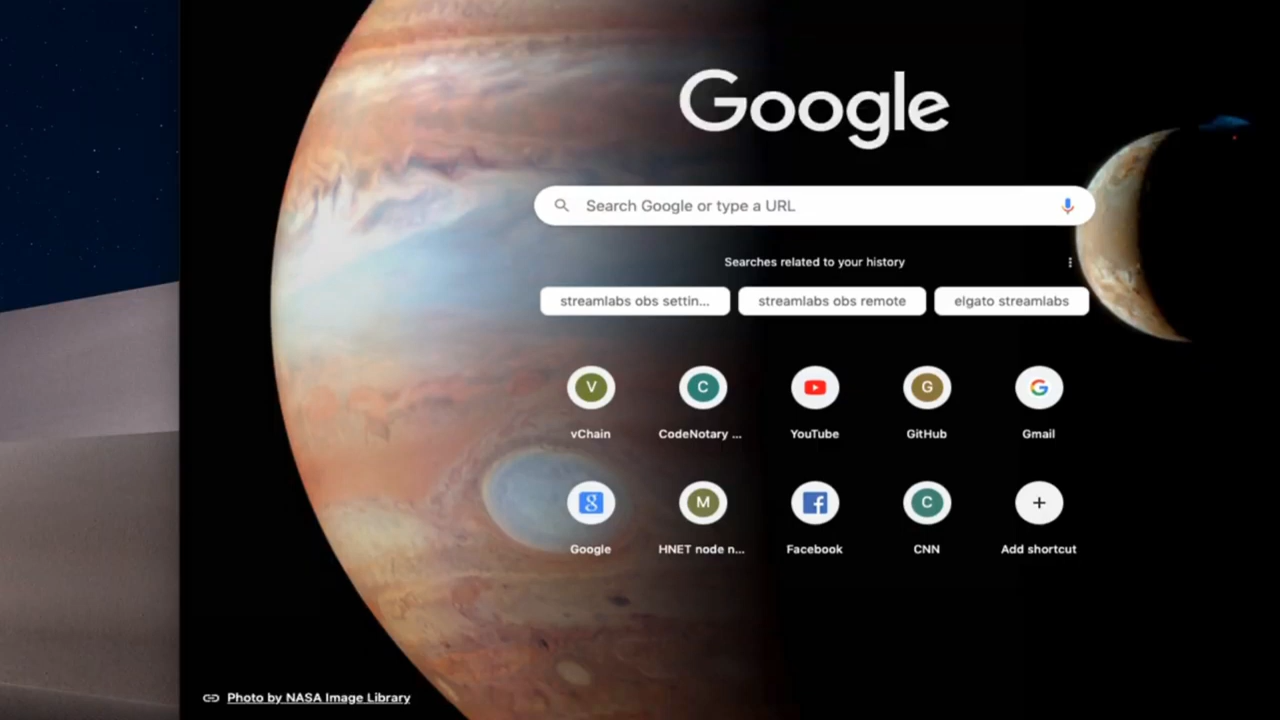 Google
Search Google or type a URL
Searches related to your history
streamlabs obs settin...
streamlabs obs remote
elgato streamlabs
V
C
G
vChain
CodeNotary ...
YouTube
GitHub
Gmail
M
C
Google
HNET node n...
Facebook
CNN
Add shortcut
Photo by NASA Image Library